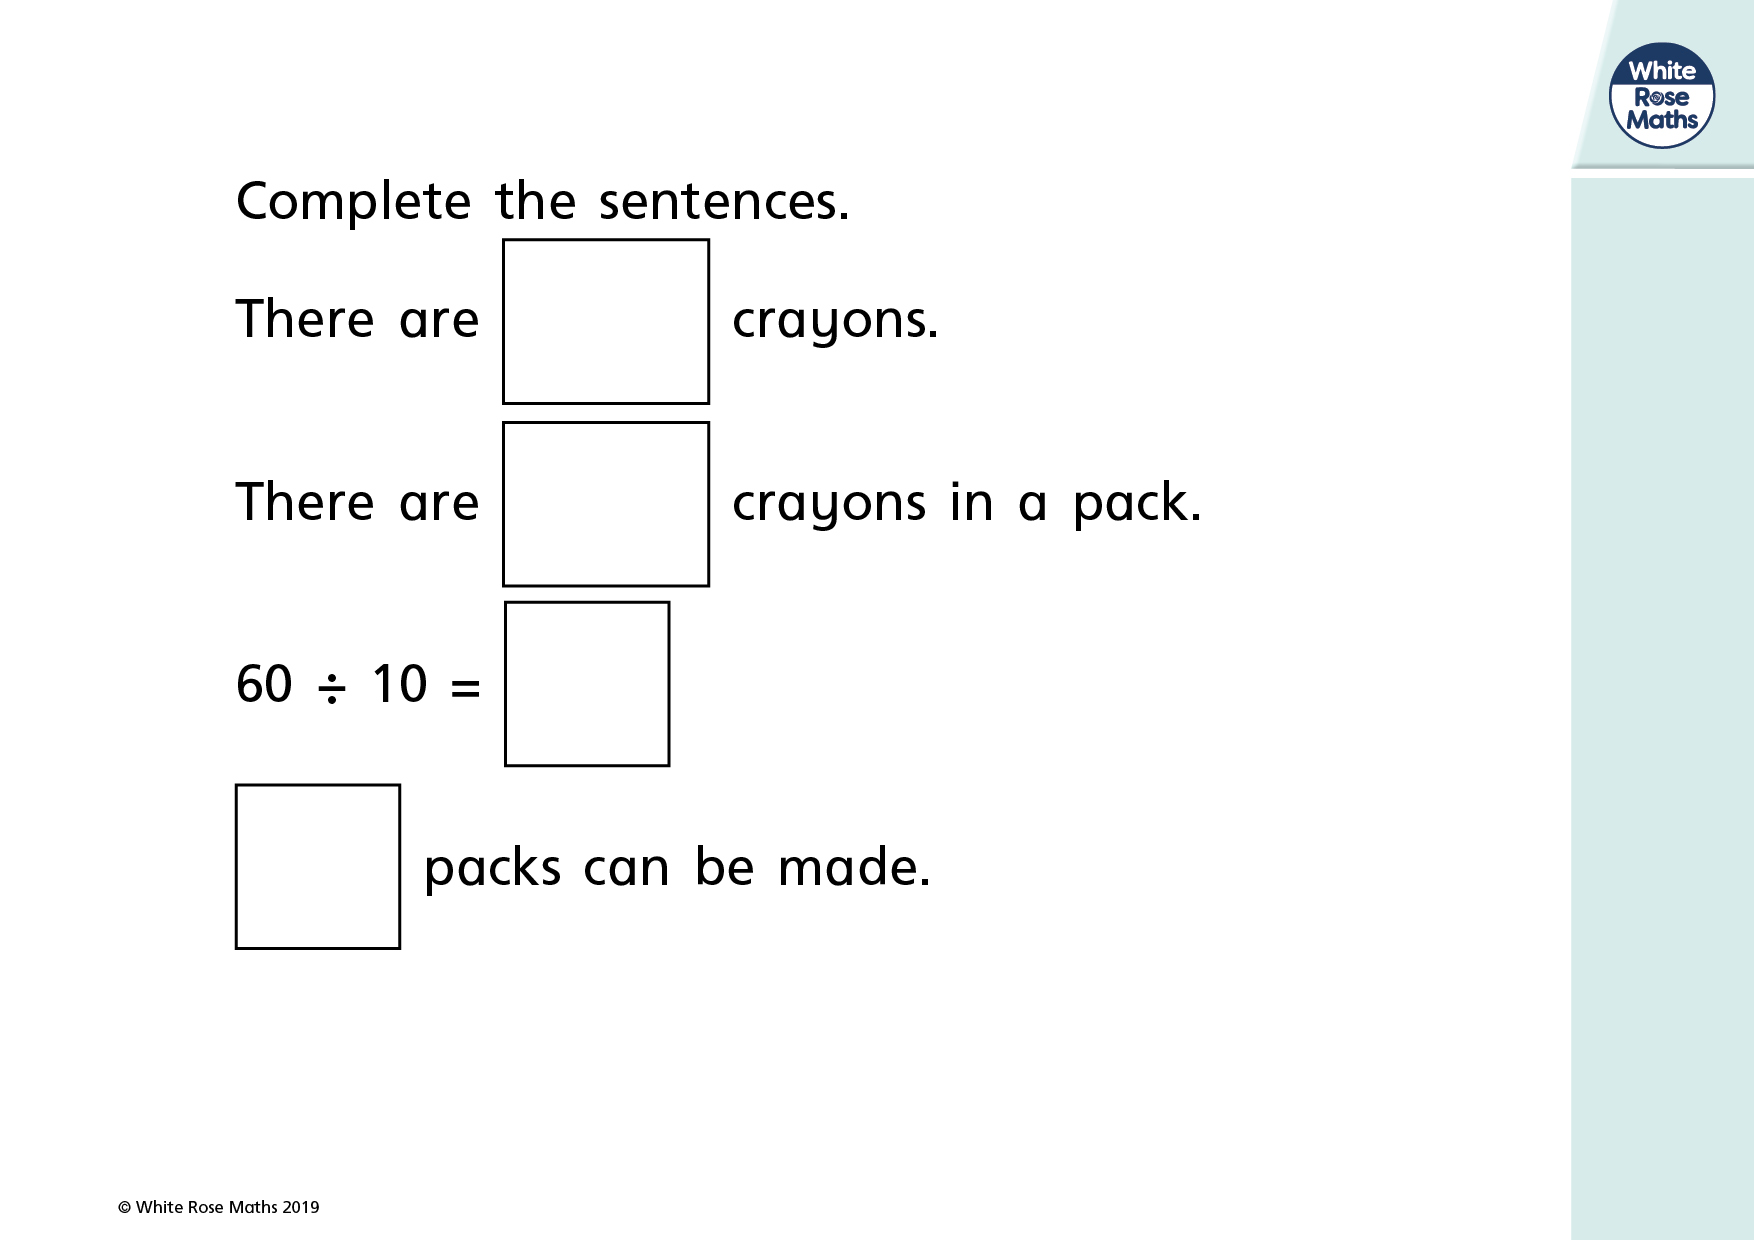 White
Rose
Maths
Complete the sentences.
There are crayons.
There are crayons in a pack.
60 ÷ 10 =
packs can be made.
© White Rose Maths 2019